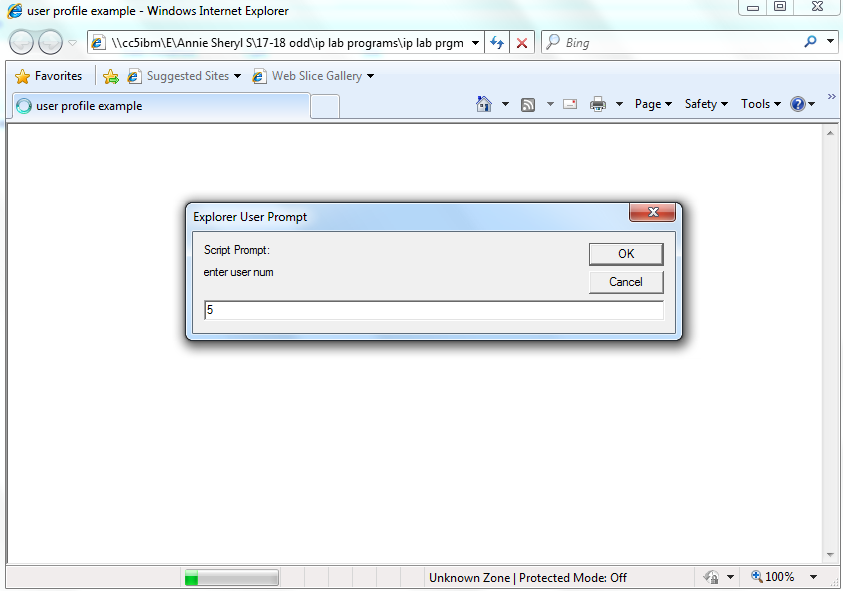 user profile example - Windows Internet Explorer
\\cc5ibm\E\Annie Sheryl S\17-18 odd\ip lab programs\ip lab prgm
Bing
Favorites Suggested Sites Web Slice Gallery
user profile example
Page Safety Tools »
Explorer User Prompt
Script Prompt:
OK
enter user num
Cancel
5
Unknown Zone | Protected Mode: Off
100%